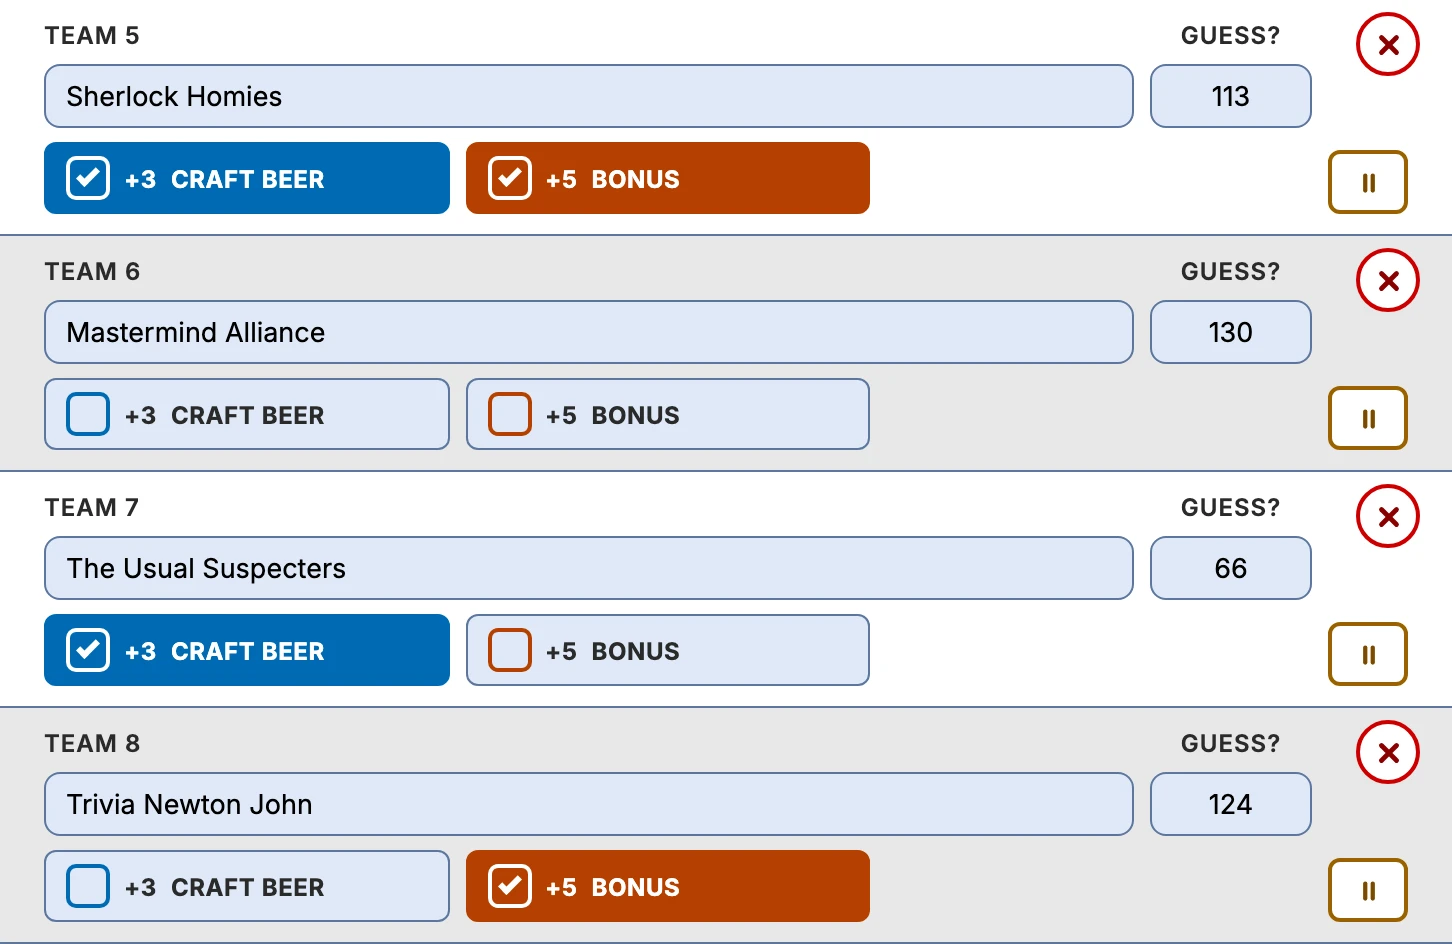 TEAM 5 GUESS?
Sherlock Homies 113
+3 CRAFT BEER +5 BONUS
TEAM 6 GUESS?
Mastermind Alliance 130
+3 CRAFT BEER +5 BONUS
TEAM 7 GUESS?
The Usual Suspecters 66
+3 CRAFT BEER +5 BONUS
TEAM 8 GUESS?
Trivia Newton John 124
+3 CRAFT BEER +5 BONUS